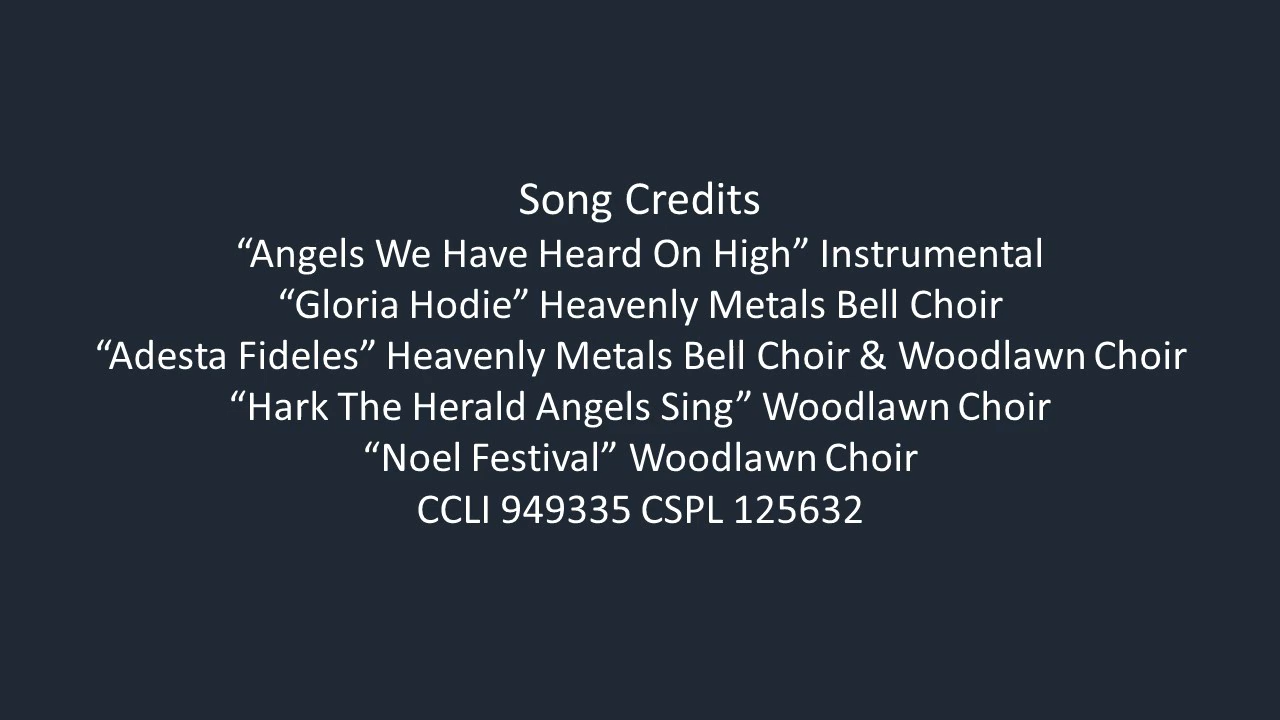 Song Credits
“Angels We Have Heard On High” Instrumental
“Gloria Hodie” Heavenly Metals Bell Choir
“Adesta Fideles” Heavenly Metals Bell Choir & Woodlawn Choir
“Hark The Herald Angels Sing” Woodlawn Choir
“Noel Festival” Woodlawn Choir
CCLI 949335 CSPL 125632